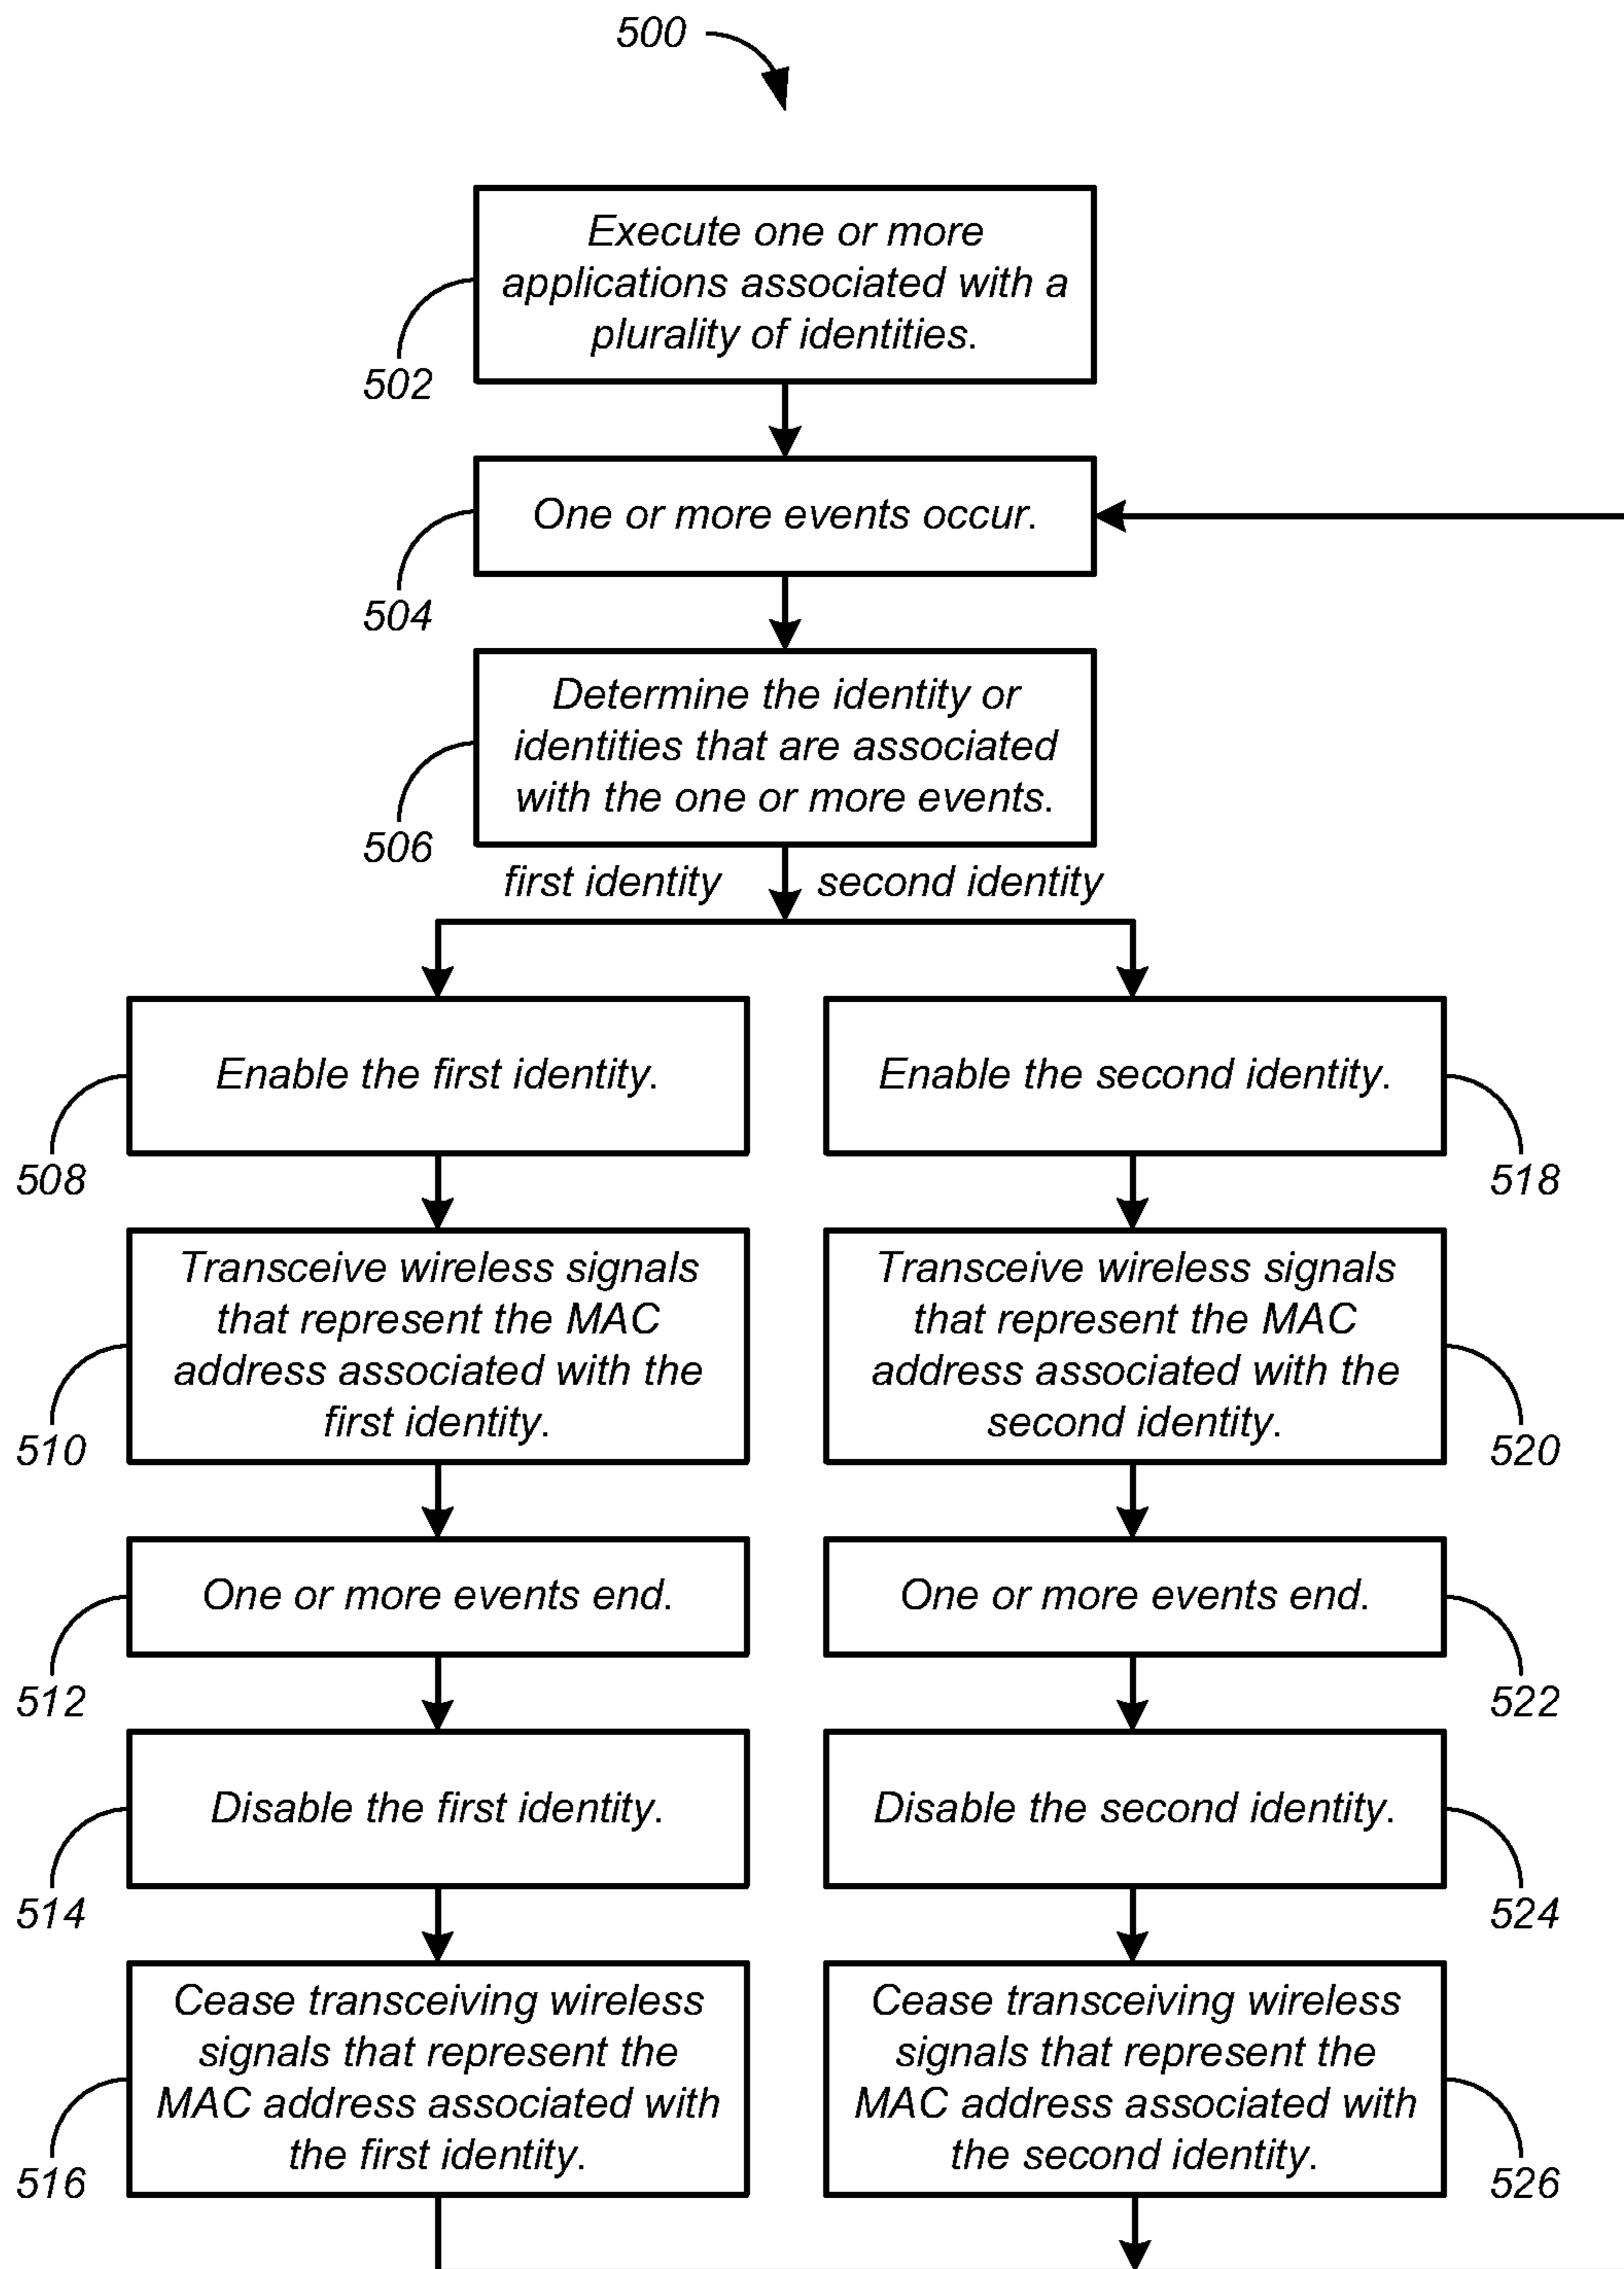 500
Execute one or more
applications associated with a
plurality of identities.
502
One or more events occur.
504
Determine the identity or
identities that are associated
with the one or more events.
506
first identity
second identity
Enable the first identity.
508
Enable the second identity.
518
Transceive wireless signals
that represent the MAC
address associated with the
first identity.
510
Transceive wireless signals
that represent the MAC
address associated with the
second identity.
520
One or more events end.
512
One or more events end.
522
Disable the first identity.
514
Disable the second identity.
524
Cease transceiving wireless
signals that represent the
MAC address associated with
the first identity.
516
Cease transceiving wireless
signals that represent the
MAC address associated with
the second identity.
526